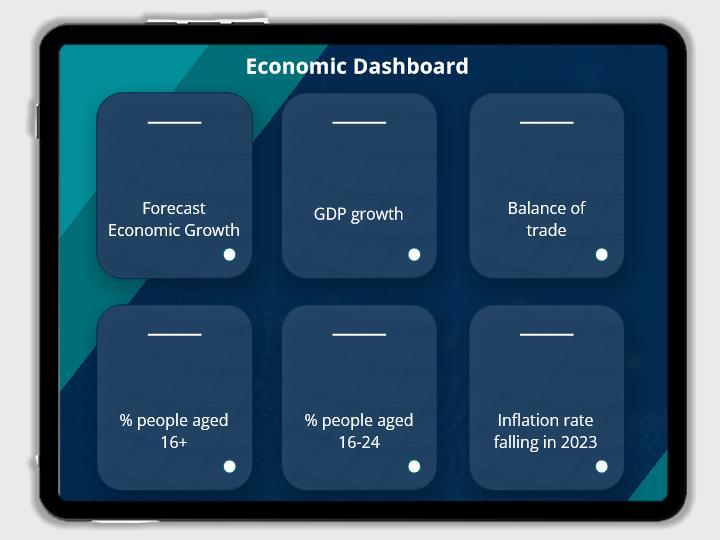 Economic Dashboard
Forecast
Economic Growth
GDP growth
Balance of
trade
% people aged
16+
% people aged
16-24
Inflation rate
falling in 2023